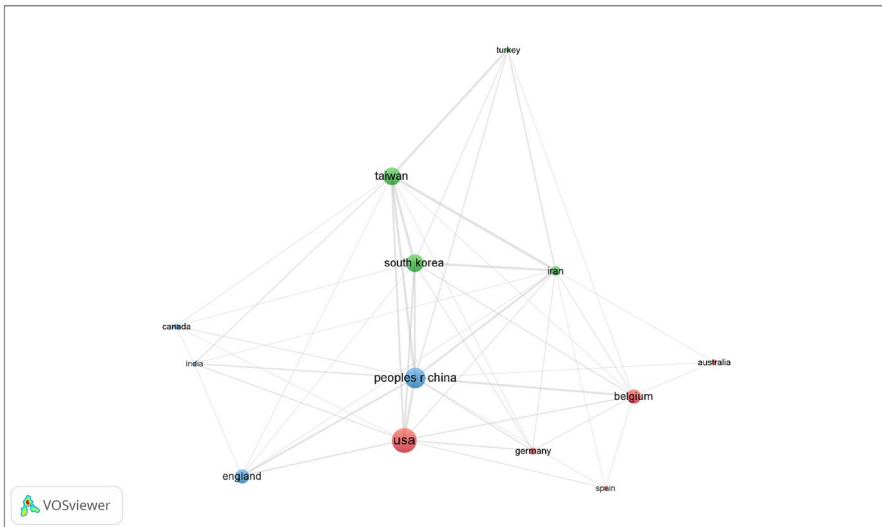 turkey
taiwan
south korea
iran
canada
india
australia
peoples r china
belgium
usa
germany
england
spain
VOSviewer